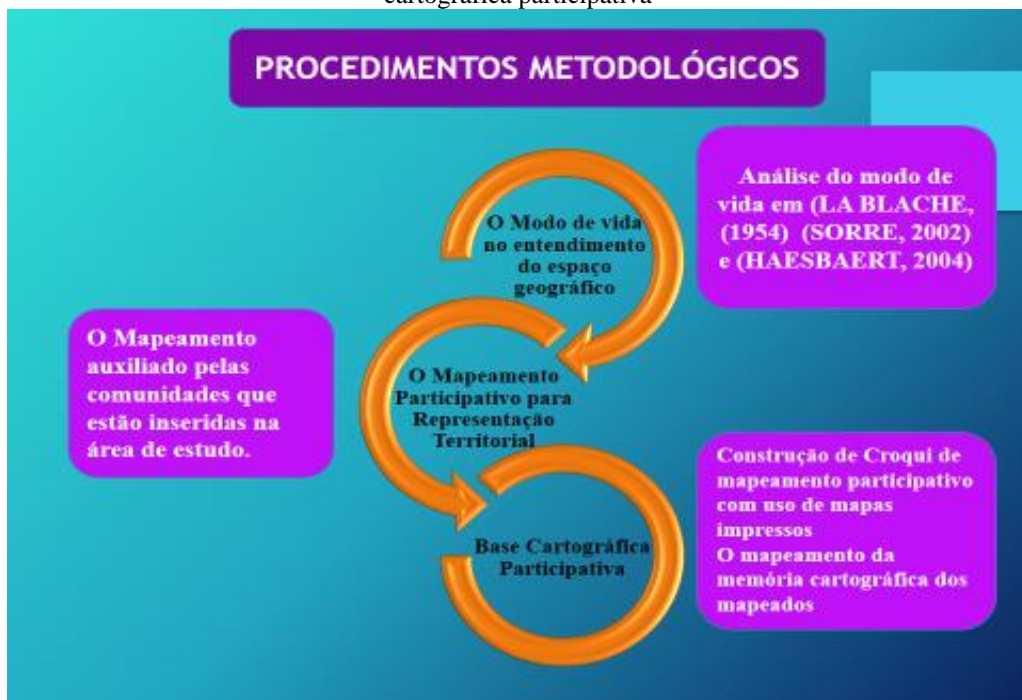 cartográfica participativa
PROCEDIMENTOS METODOLÓGICOS
O Modo de vida
no entendimento
do espaço
geográfico
Análise do modo de
vida em (LA BLACHE,
(1954) (SORRE, 2002)
e (HAESBAERT, 2004)
O Mapeamento
auxiliado pelas
comunidades que
estão inseridas na
área de estudo.
O Mapeamento
Participativo para
Representação
Territorial
Base Cartográfica
Participativa
Construção de Croqui de
mapeamento participativo
com uso de mapas
impressos
O mapeamento da
memória cartográfica dos
mapeados